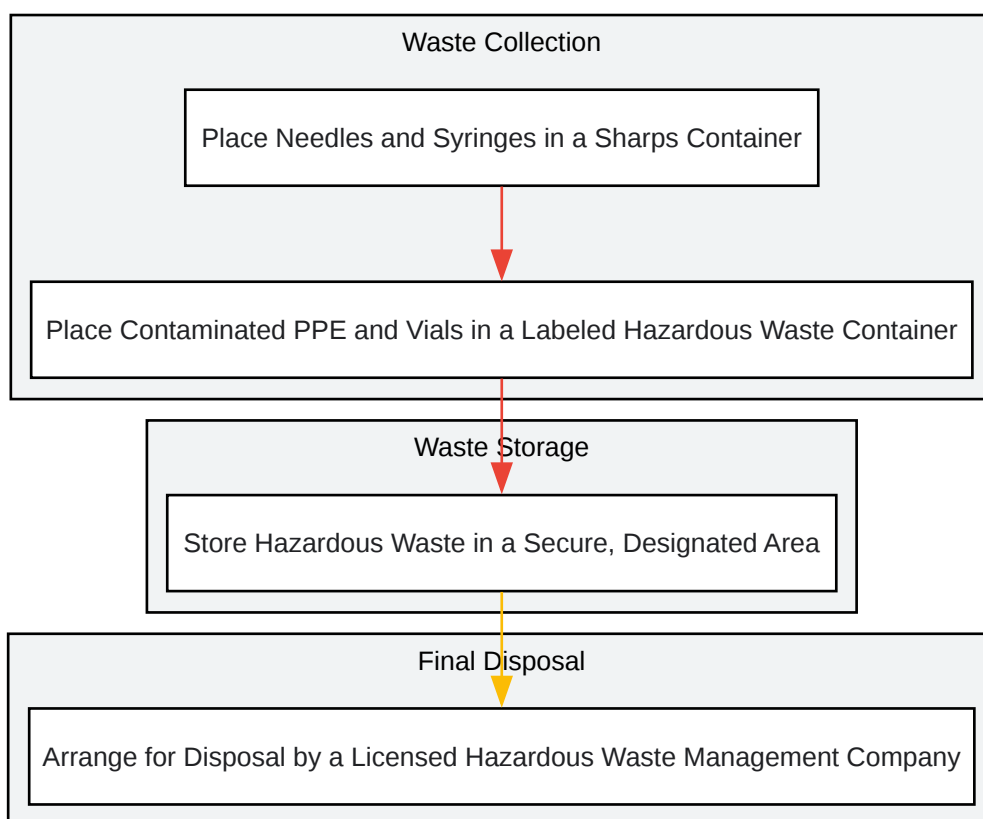 Waste Collection
Place Needles and Syringes in a Sharps Container
Place Contaminated PPE and Vials in a Labeled Hazardous Waste Container
Waste Storage
Store Hazardous Waste in a Secure, Designated Area
Final Disposal
Arrange for Disposal by a Licensed Hazardous Waste Management Company